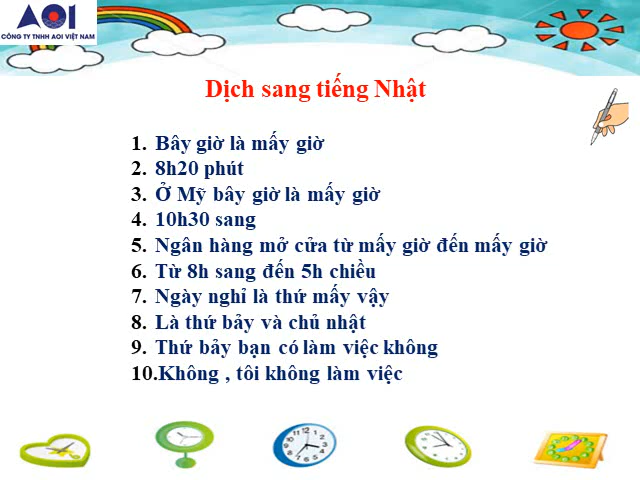 AOI
CÔNG TY TNHH AOI VIỆT NAM
Dịch sang tiếng Nhật
1. Bây giờ là mấy giờ
2. 8h20 phút
3. Ở Mỹ bây giờ là mấy giờ
4. 10h30 sang
5. Ngân hàng mở cửa từ mấy giờ đến mấy giờ
6. Từ 8h sang đến 5h chiều
7. Ngày nghỉ là thứ mấy vậy
8. Là thứ bảy và chủ nhật
9. Thứ bảy bạn có làm việc không
10.Không , tôi không làm việc